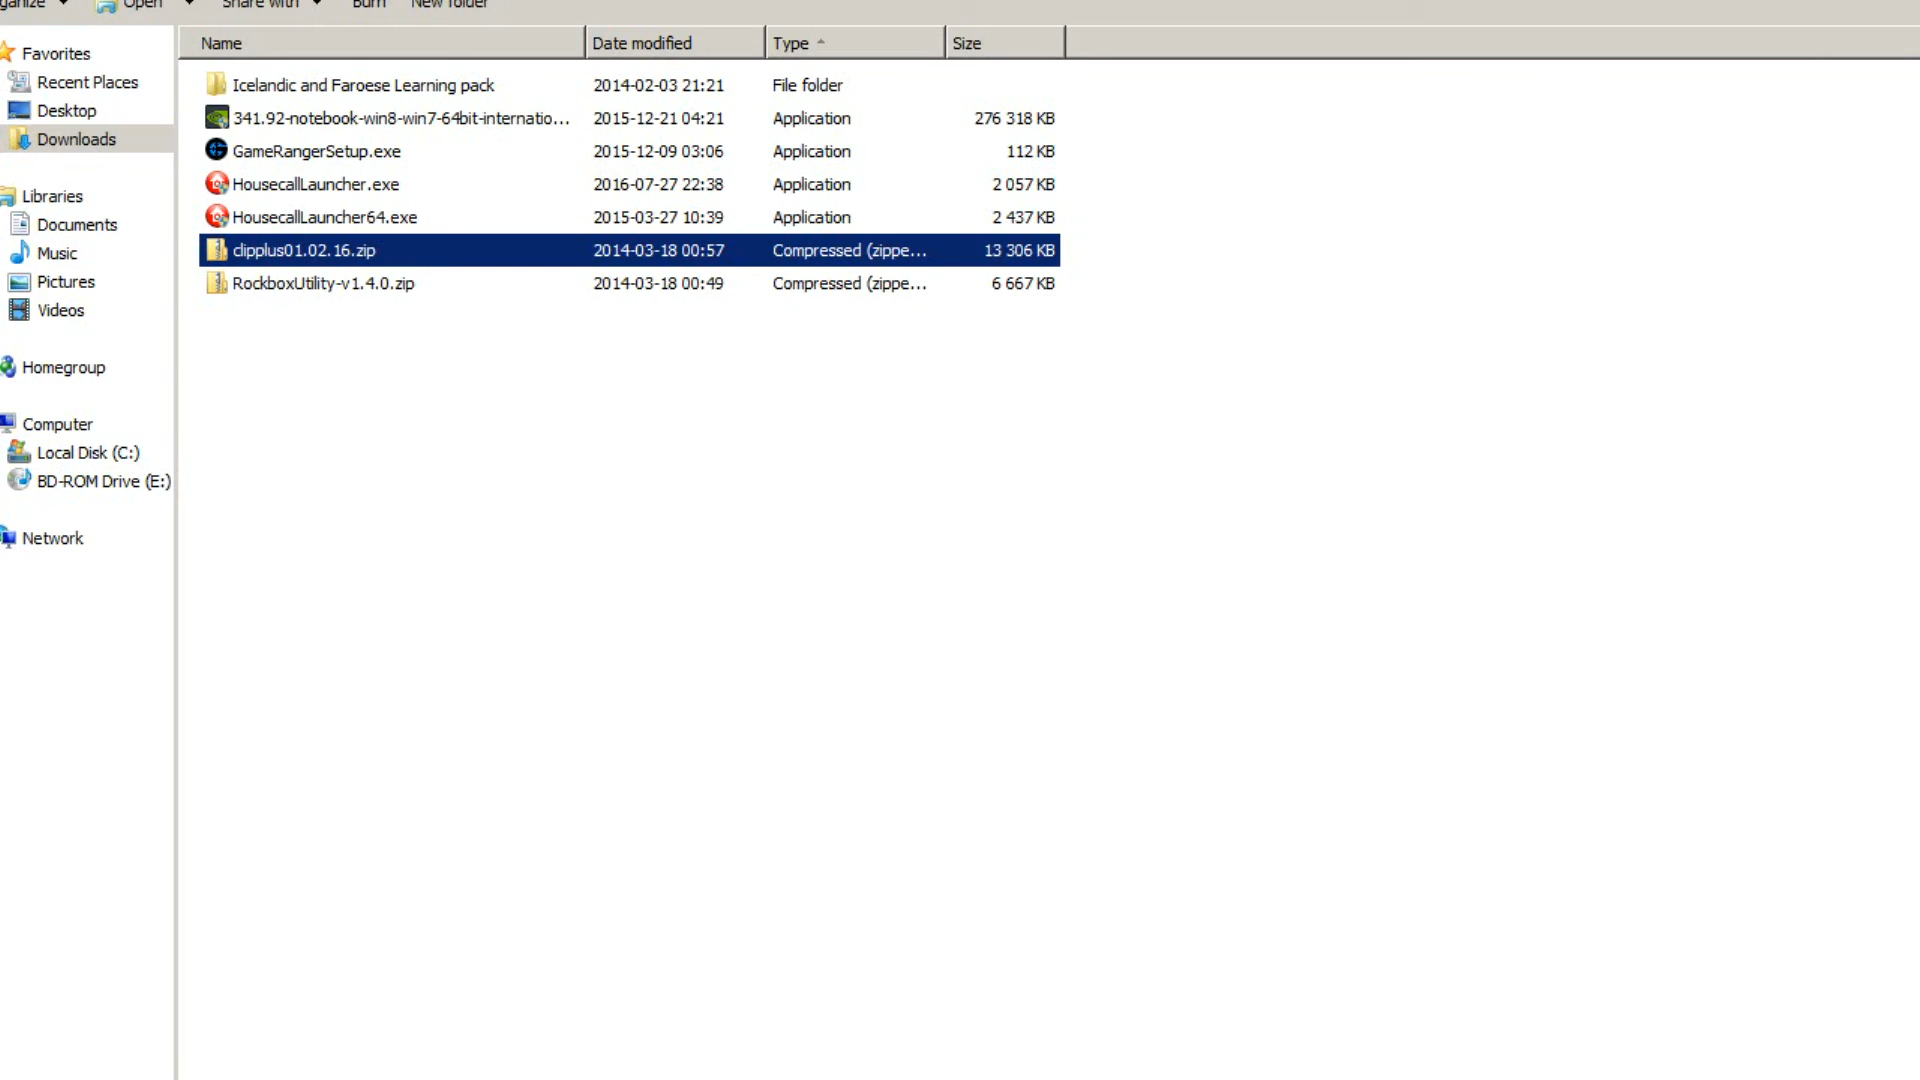 ganize Open Share with Burn New folder
Name Date modified Type Size
Favorites
Recent Places
Desktop
Downloads
Libraries
Documents
Music
Pictures
Videos
Homegroup
Computer
Local Disk (C:)
BD-ROM Drive (E:)
Network
Icelandic and Faroese Learning pack 2014-02-03 21:21 File folder
341.92-notebook-win8-win7-64bit-internatio... 2015-12-21 04:21 Application 276 318 KB
GameRangerSetup.exe 2015-12-09 03:06 Application 112 KB
HousecallLauncher.exe 2016-07-27 22:38 Application 2 057 KB
HousecallLauncher64.exe 2015-03-27 10:39 Application 2 437 KB
clipplus01.02.16.zip 2014-03-18 00:57 Compressed (zippe... 13 306 KB
RockboxUtility-v1.4.0.zip 2014-03-18 00:49 Compressed (zippe... 6 667 KB